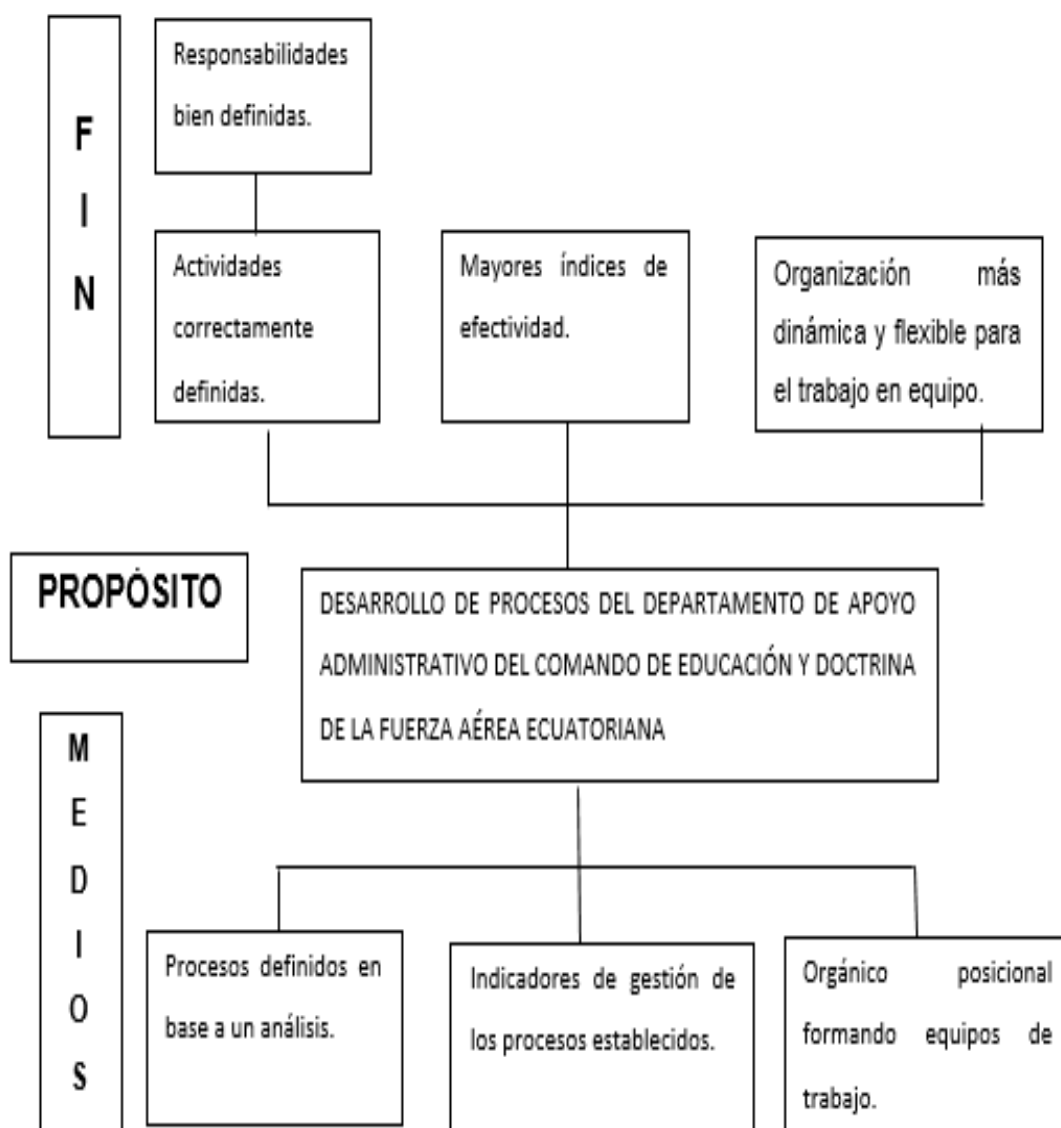 FIN
Responsabilidades
bien definidas.
Actividades
correctamente
definidas.
Mayores índices de
efectividad.
Organización más
dinámica y flexible para
el trabajo en equipo.
PROPÓSITO
DESARROLLO DE PROCESOS DEL DEPARTAMENTO DE APOYO
ADMINISTRATIVO DEL COMANDO DE EDUCACIÓN Y DOCTRINA
DE LA FUERZA AÉREA ECUATORIANA
MEDIOS
Procesos definidos en
base a un análisis.
Indicadores de gestión de
los procesos establecidos.
Orgánico posicional
formando equipos de
trabajo.